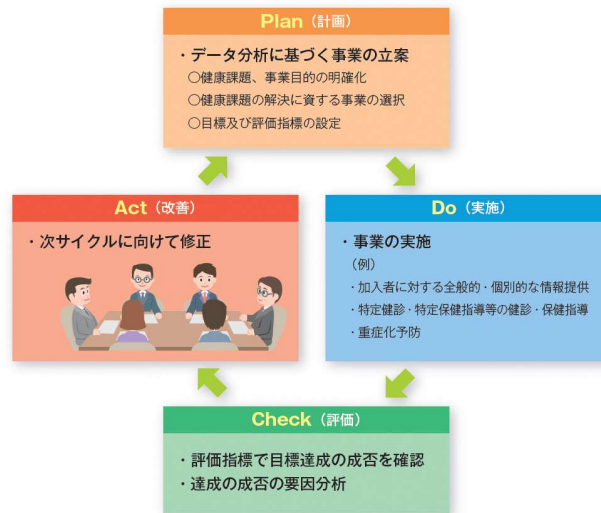 Plan（計画）
・データ分析に基づく事業の立案
○健康課題、事業目的の明確化
○健康課題の解決に資する事業の選択
○目標及び評価指標の設定
Act（改善）
・次サイクルに向けて修正
Do（実施）
・事業の実施
（例）
・加入者に対する全般的・個別的な情報提供
・特定健診・特定保健指導等の健診・保健指導
・重症化予防
Check（評価）
・評価指標で目標達成の成否を確認
・達成の成否の要因分析